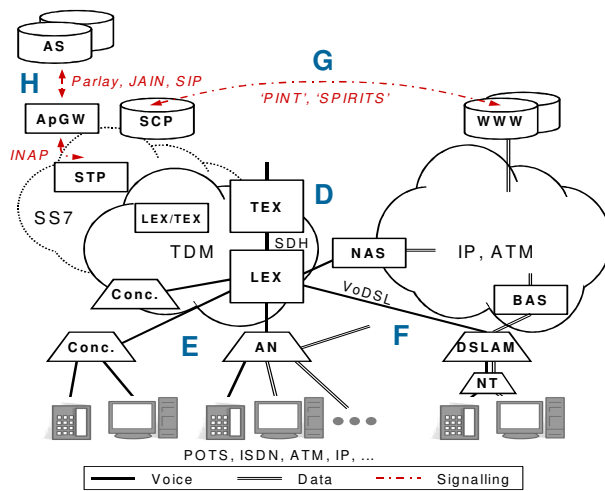 AS
G
H
Parlay, JAIN, SIP
ApGW
SCP
'PINT', 'SPIRITS'
WWW
INAP
STP
D
SS7
LEX/TEX
TEX
TDM
SDH
NAS
IP, ATM
LEX
Conc.
VoDSL
BAS
Conc.
E
AN
F
DSLAM
NT
POTS, ISDN, ATM, IP, ...
Voice
Data
Signalling